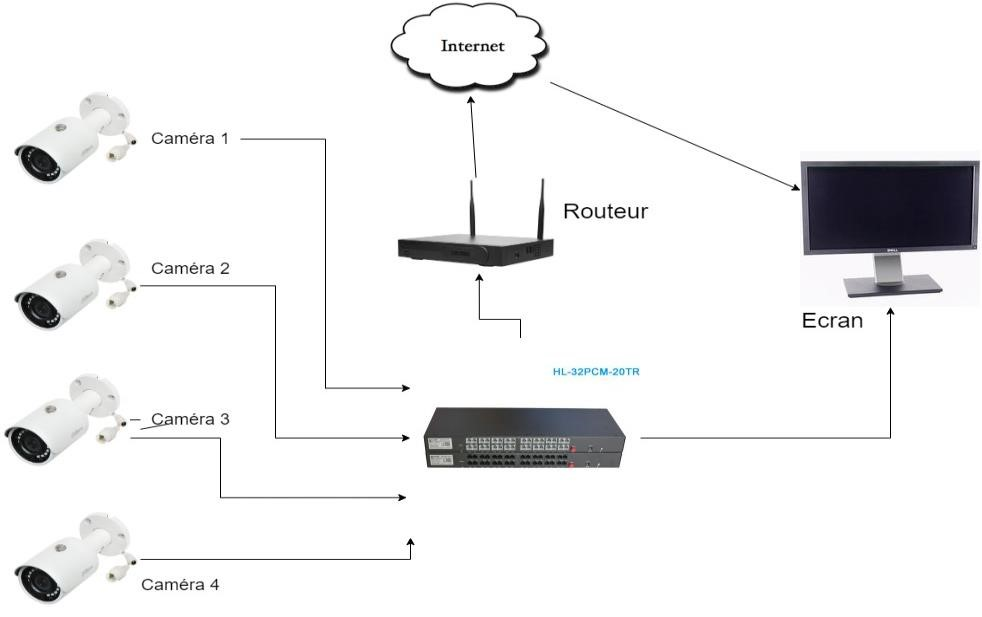 Internet
Caméra 1
Routeur
Caméra 2
Ecran
HL-32PCM-20TR
Caméra 3
Caméra 4